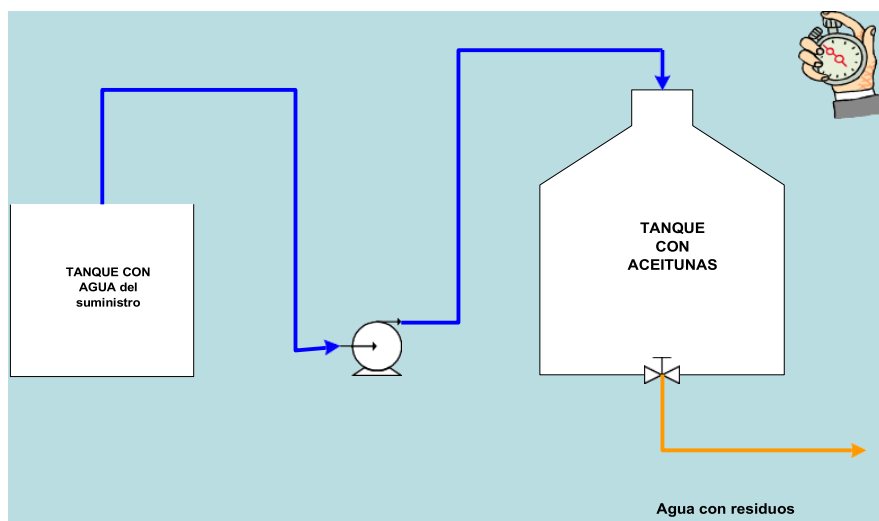 TANQUE CON
AGUA del
suministro
TANQUE
CON
ACEITUNAS
Agua con residuos